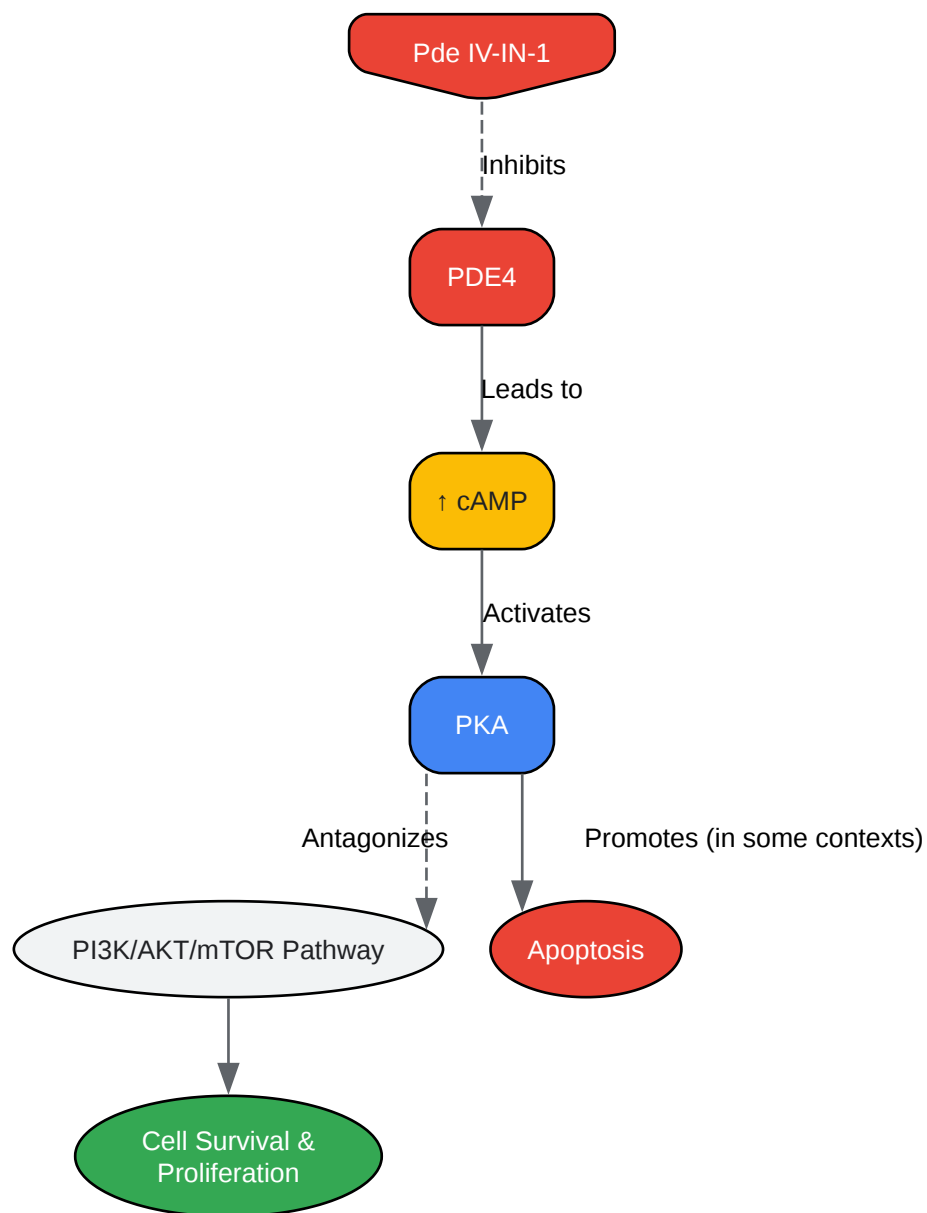 Pde IV-IN-1
Inhibits
PDE4
Leads to
↑ cAMP
Activates
PKA
Antagonizes
Promotes (in some contexts)
PI3K/AKT/mTOR Pathway
Apoptosis
Cell Survival &
Proliferation